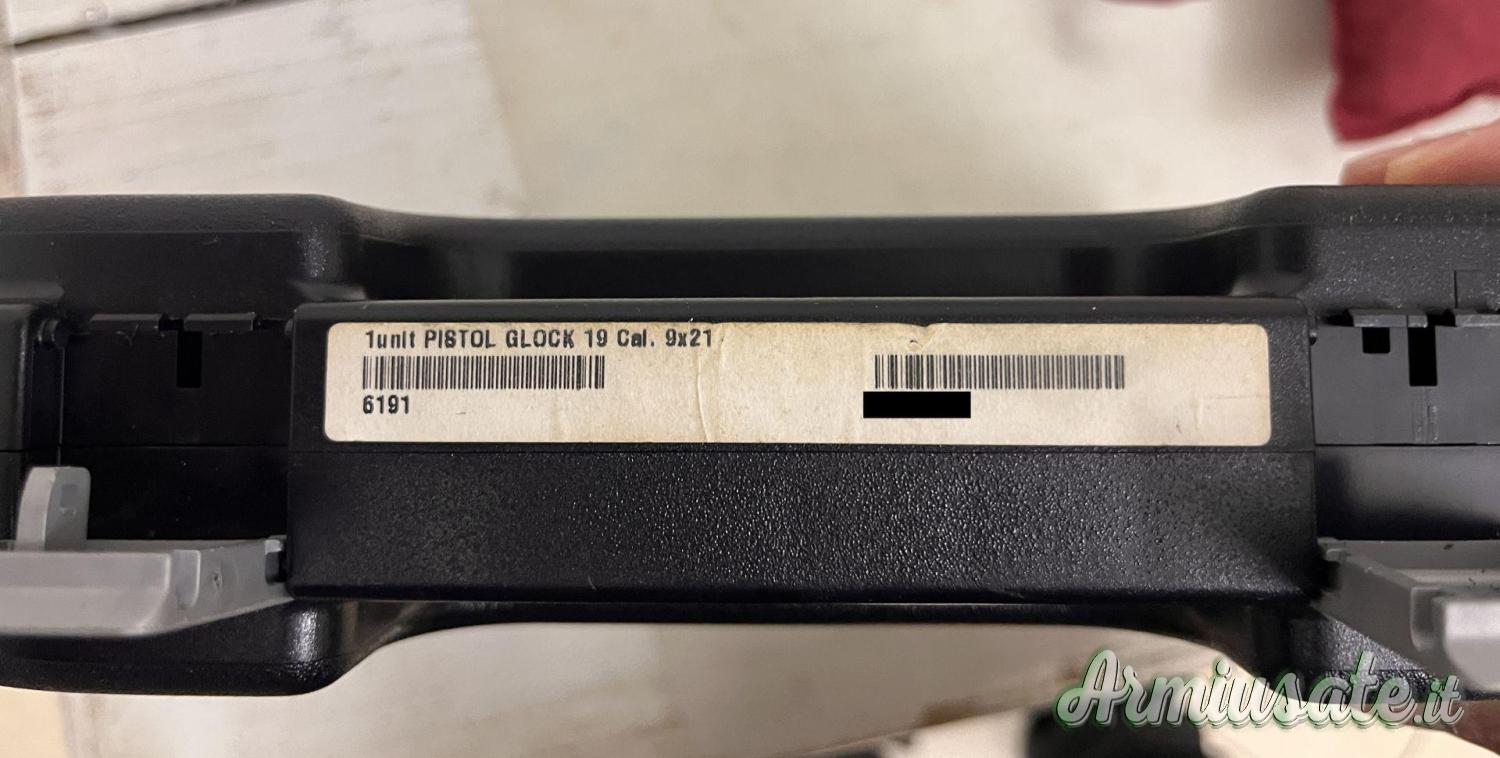 1unit PISTOL GLOCK 19 Cal. 9x21
6191
Armiusate.it